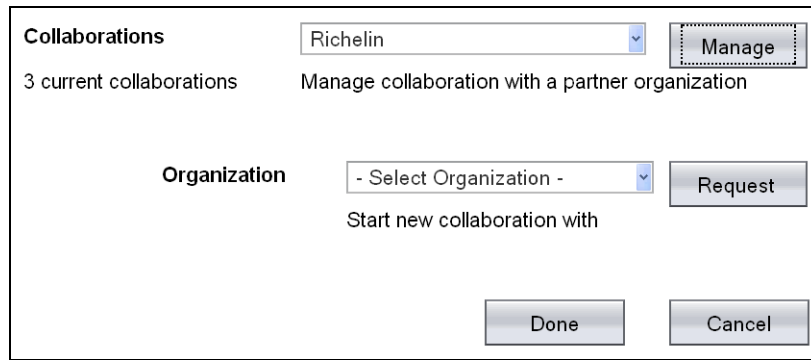 Collaborations Richelin Manage
3 current collaborations Manage collaboration with a partner organization
Organization - Select Organization - Request
Start new collaboration with
Done Cancel